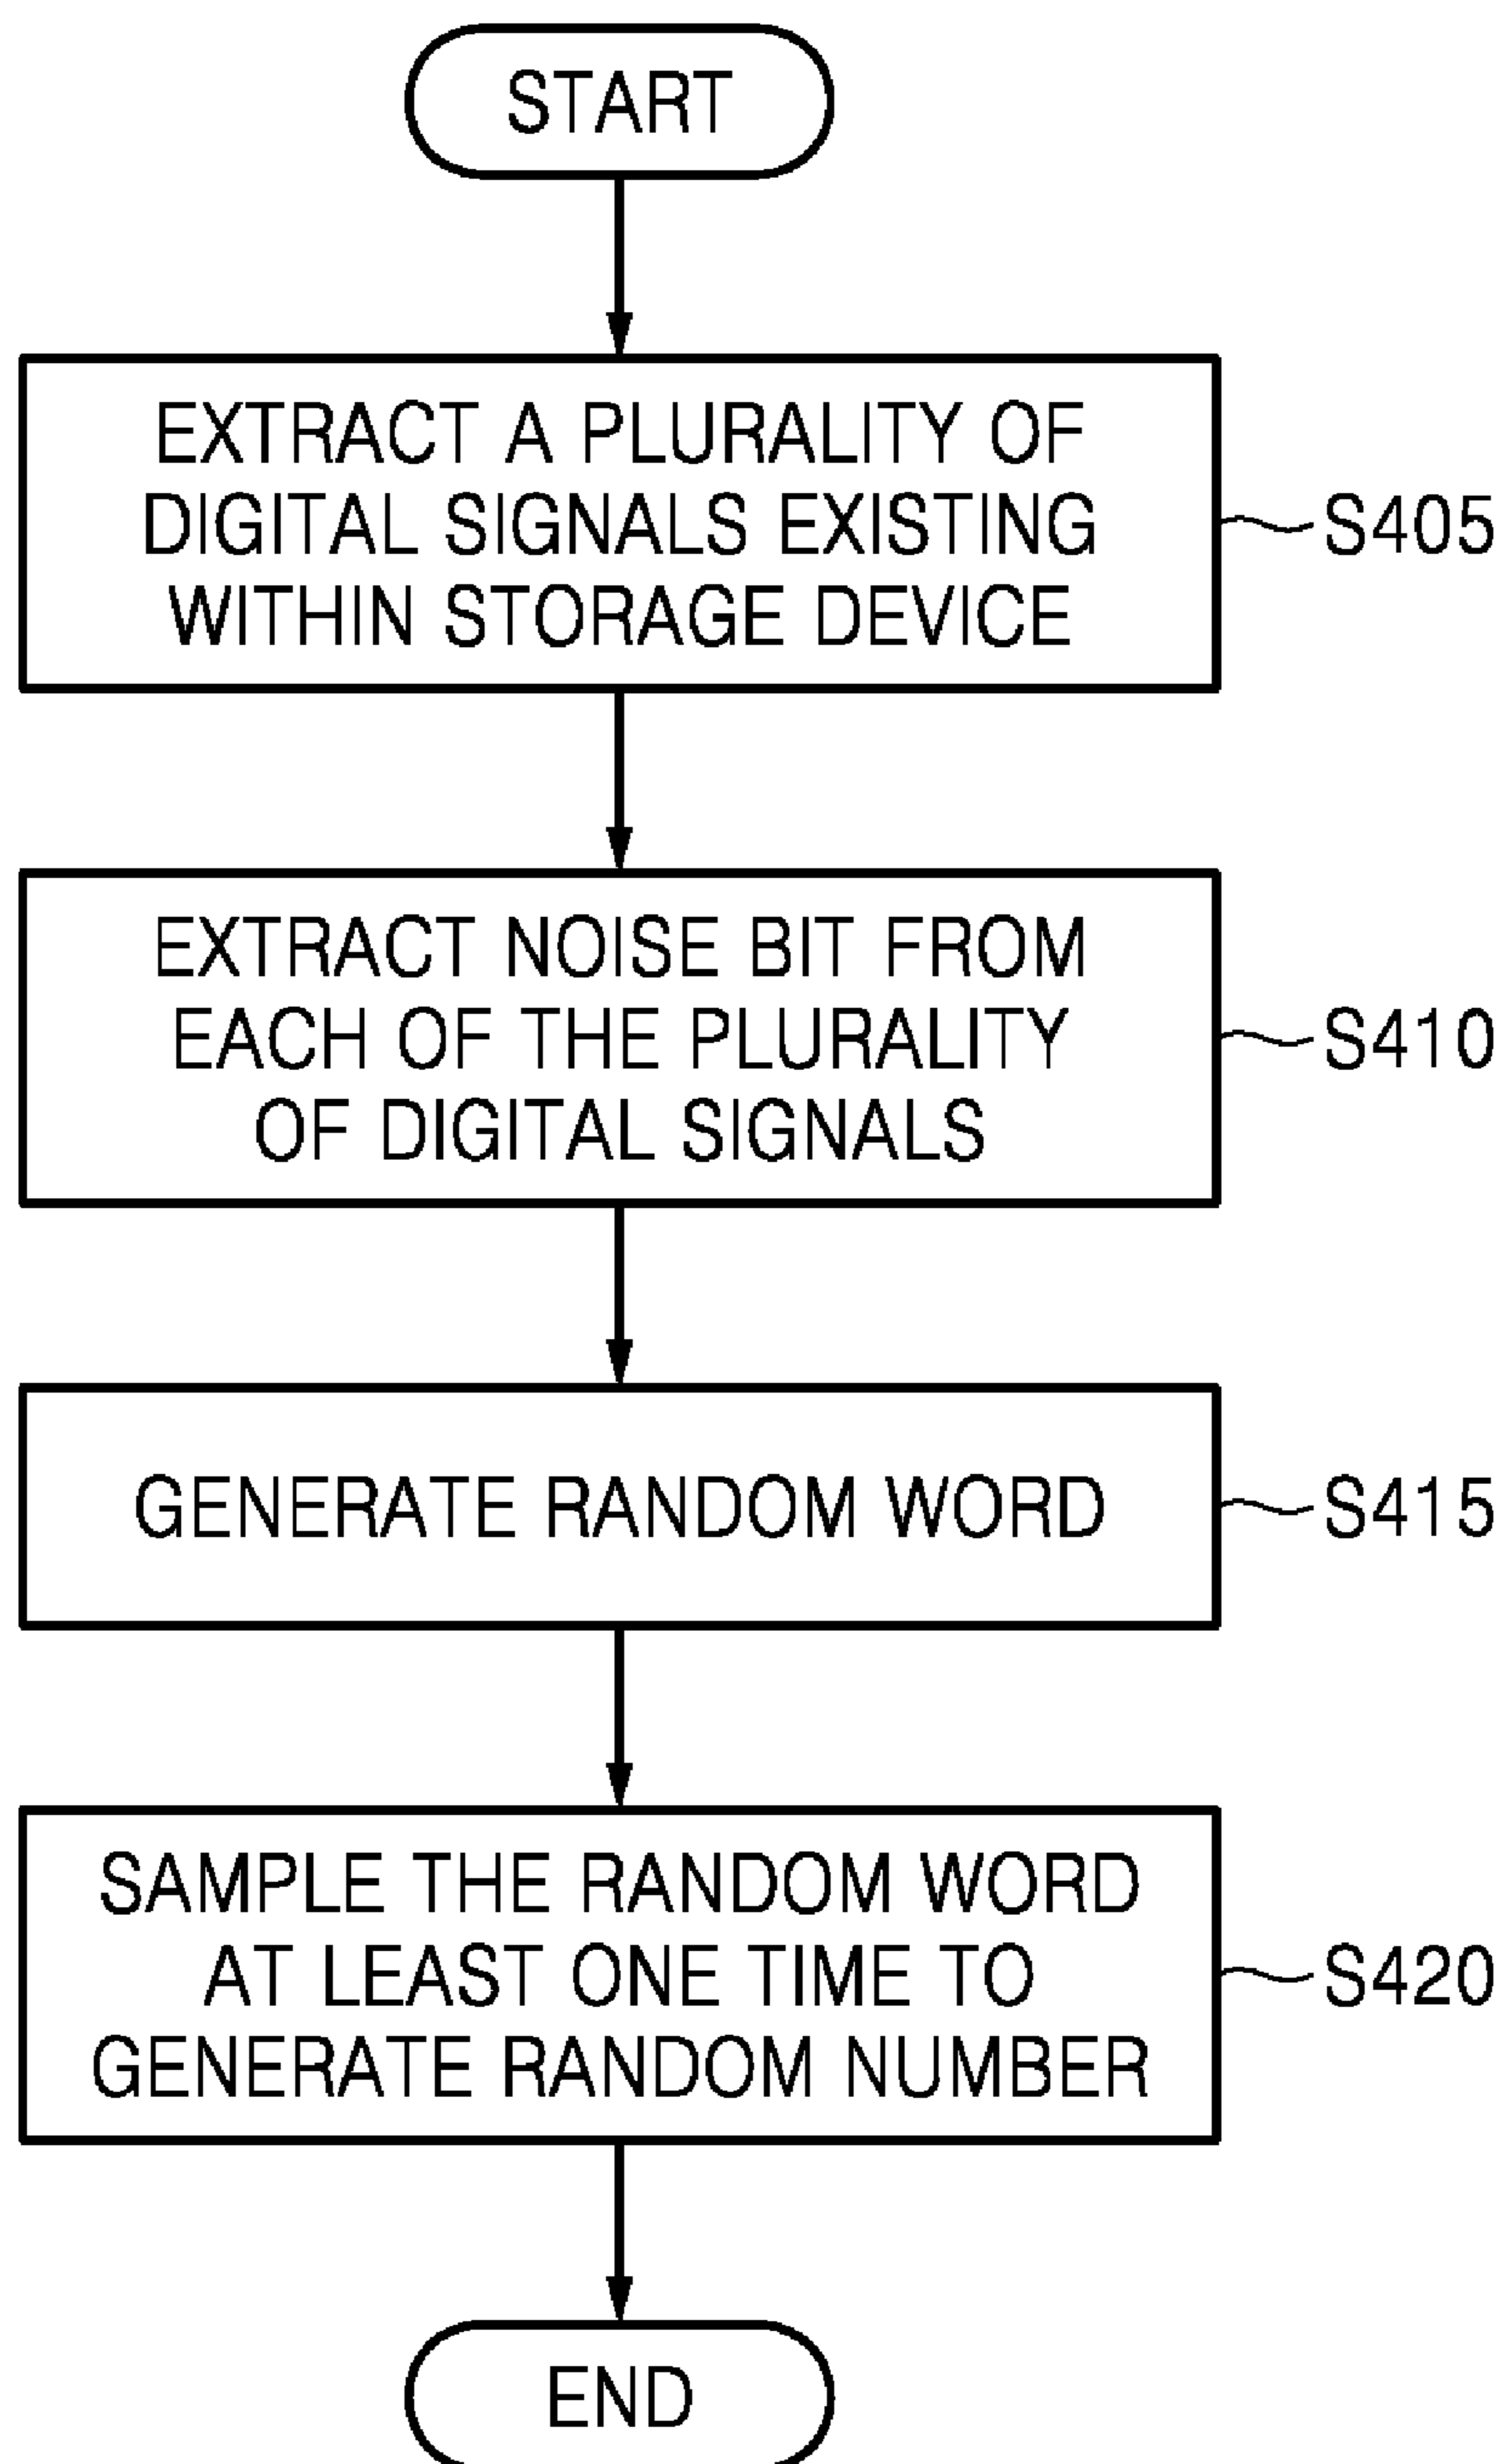 START
EXTRACT A PLURALITY OF
DIGITAL SIGNALS EXISTING
WITHIN STORAGE DEVICE
S405
EXTRACT NOISE BIT FROM
EACH OF THE PLURALITY
OF DIGITAL SIGNALS
S410
GENERATE RANDOM WORD
S415
SAMPLE THE RANDOM WORD
AT LEAST ONE TIME TO
GENERATE RANDOM NUMBER
S420
END